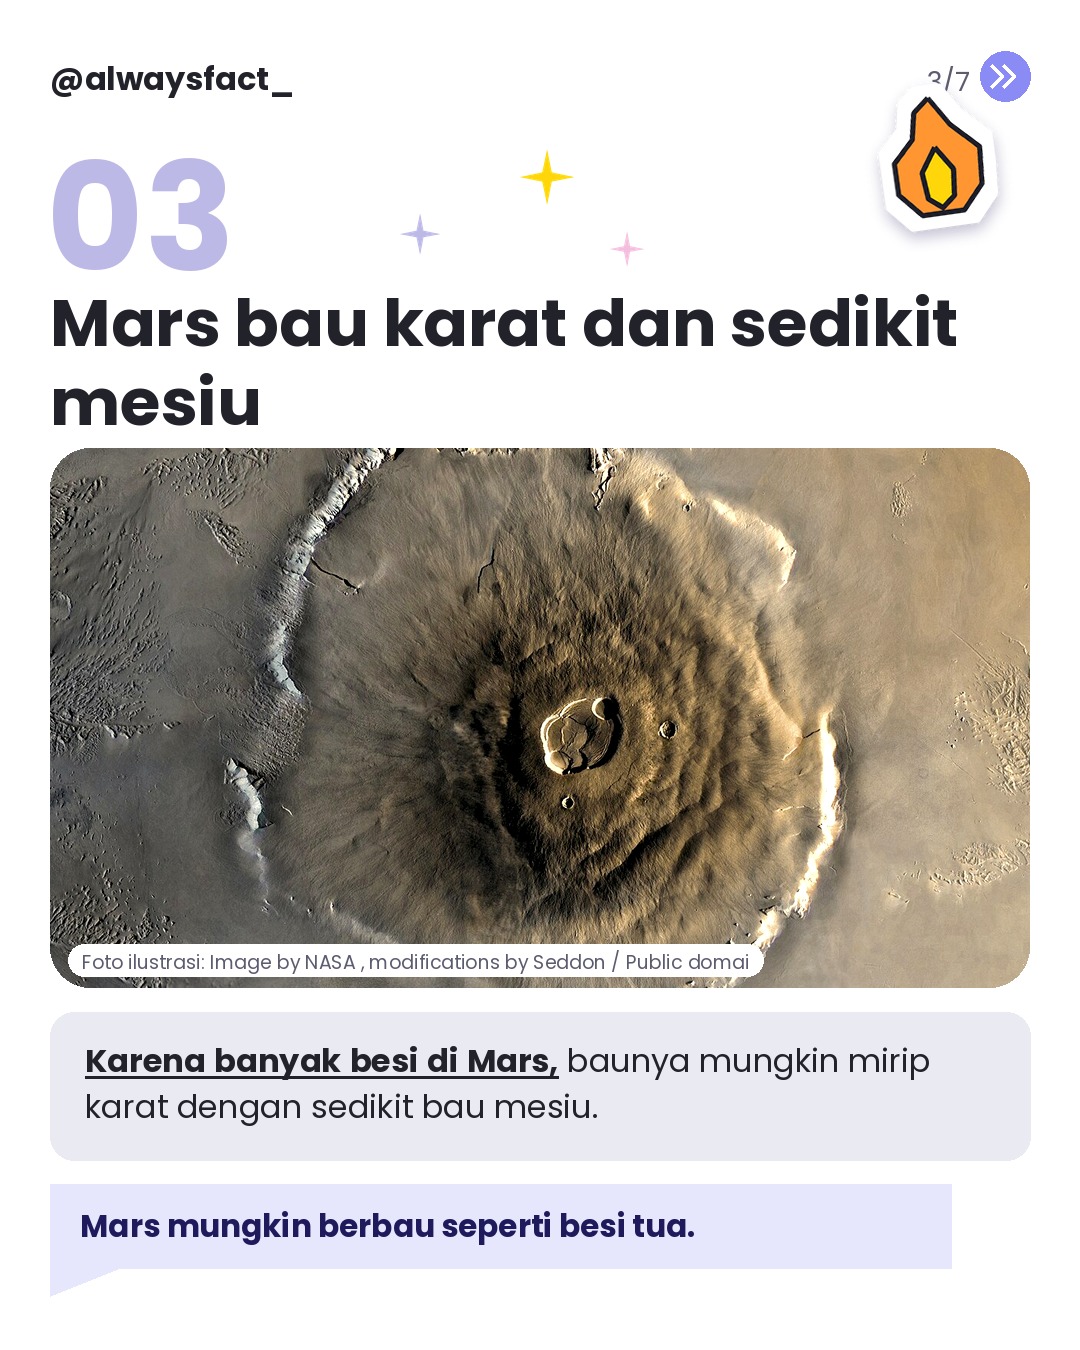 @alwaysfact_
3/7
03
Mars bau karat dan sedikit
mesiu
Foto ilustrasi: Image by NASA , modifications by Seddon / Public domai
Karena banyak besi di Mars, baunya mungkin mirip
karat dengan sedikit bau mesiu.
Mars mungkin berbau seperti besi tua.